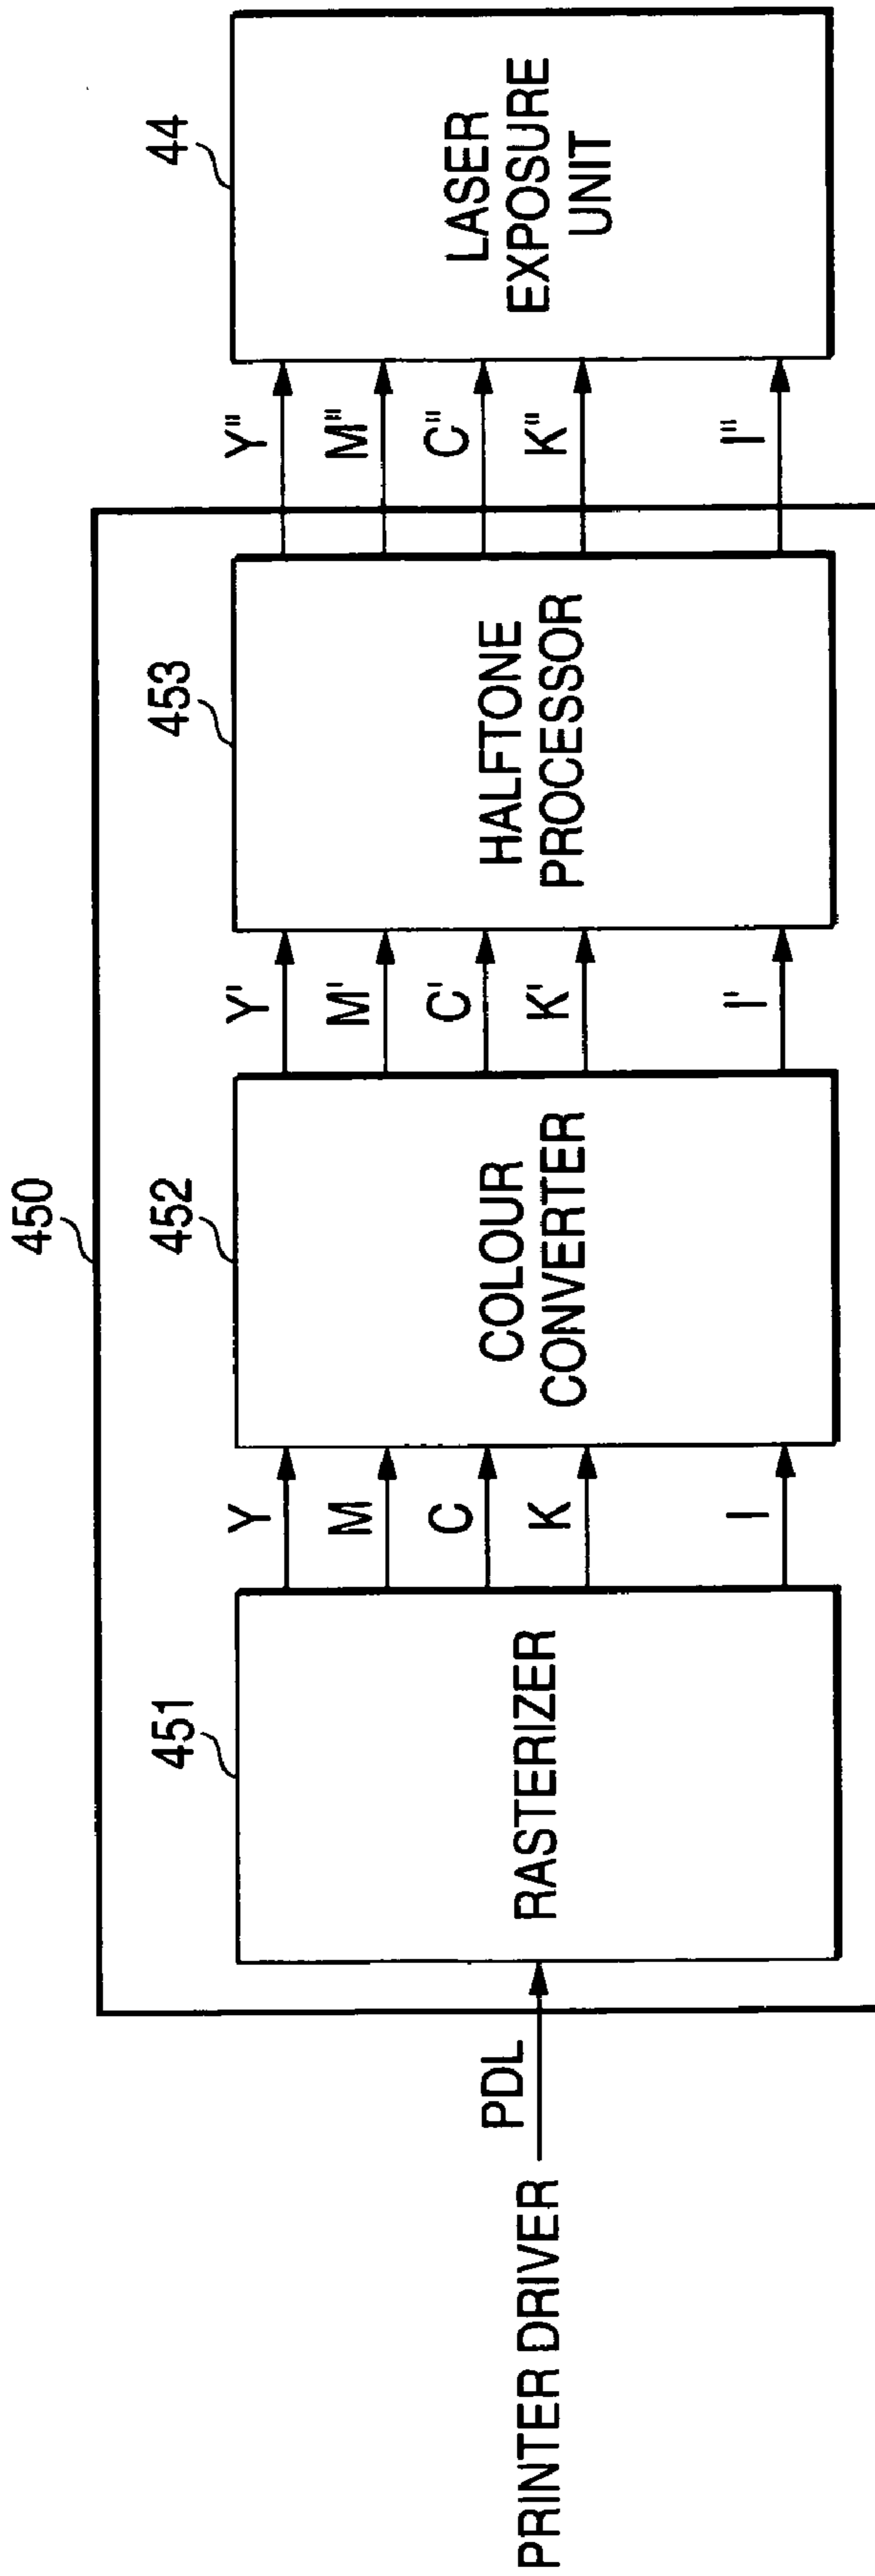 450
PRINTER DRIVER
PDL
451
RASTERIZER
Y
M
C
K
I
452
COLOUR
CONVERTER
Y'
M'
C'
K'
I'
453
HALFTONE
PROCESSOR
Y"
M"
C"
K"
I"
44
LASER
EXPOSURE
UNIT